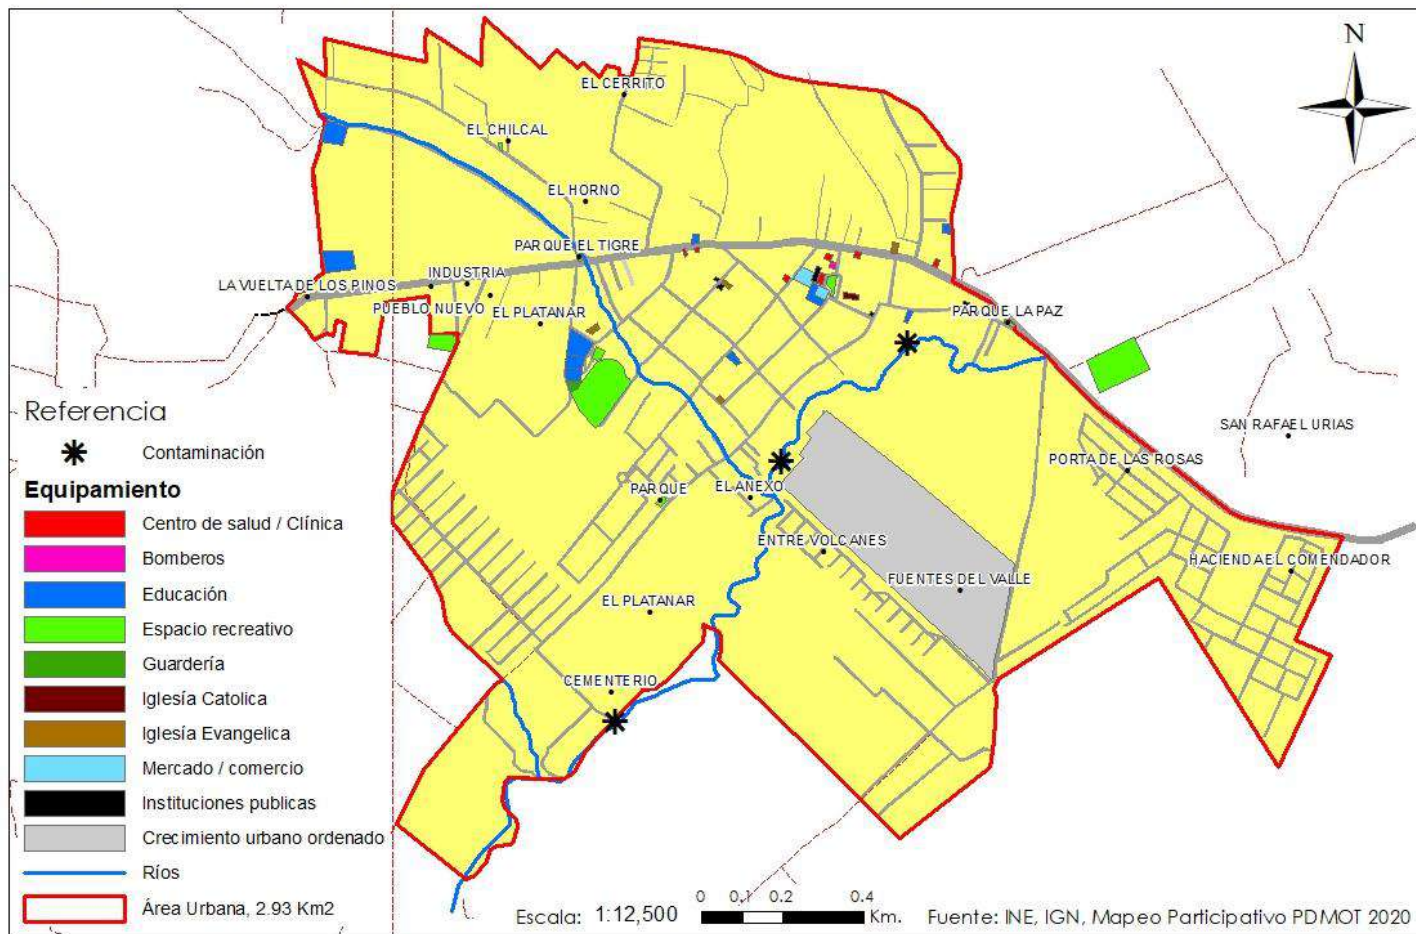 N
EL CERRITO
EL CHILCAL
EL HORNO
PARQUE EL TIGRE
LA VUELTA DE LOS PINOS
INDUSTRIA
PUEBLO NUEVO
EL PLATANAR
PARQUE LA PAZ
SAN RAFAEL URIAS
PORTA DE LAS ROSAS
PARQUE
EL ANEXO
ENTRE VOLCANES
HACIENDA EL COMENDADOR
FUENTES DEL VALLE
EL PLATANAR
CEMENTERIO
Referencia
Contaminación
Equipamiento
Centro de salud / Clínica
Bomberos
Educación
Espacio recreativo
Guardería
Iglesía Catolica
Iglesía Evangelica
Mercado / comercio
Instituciones publicas
Crecimiento urbano ordenado
Ríos
Área Urbana, 2.93 Km2
Escala: 1:12,500
0 0.1 0.2 0.4
Km.
Fuente: INE, IGN, Mapeo Participativo PDMOT 2020